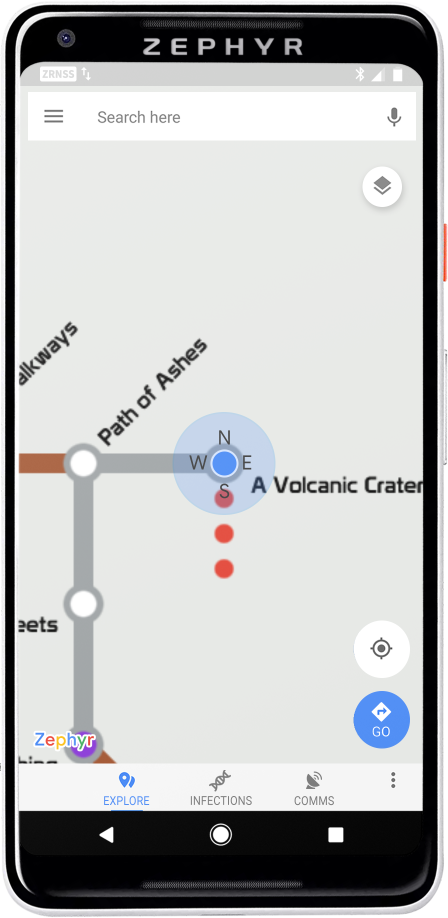 ZEPHYR
ZRNSS
Search here
alkways
Path of Ashes
N
W E
S
A Volcanic Crater
eets
Zephyr
hing
GO
EXPLORE INFECTIONS COMMS